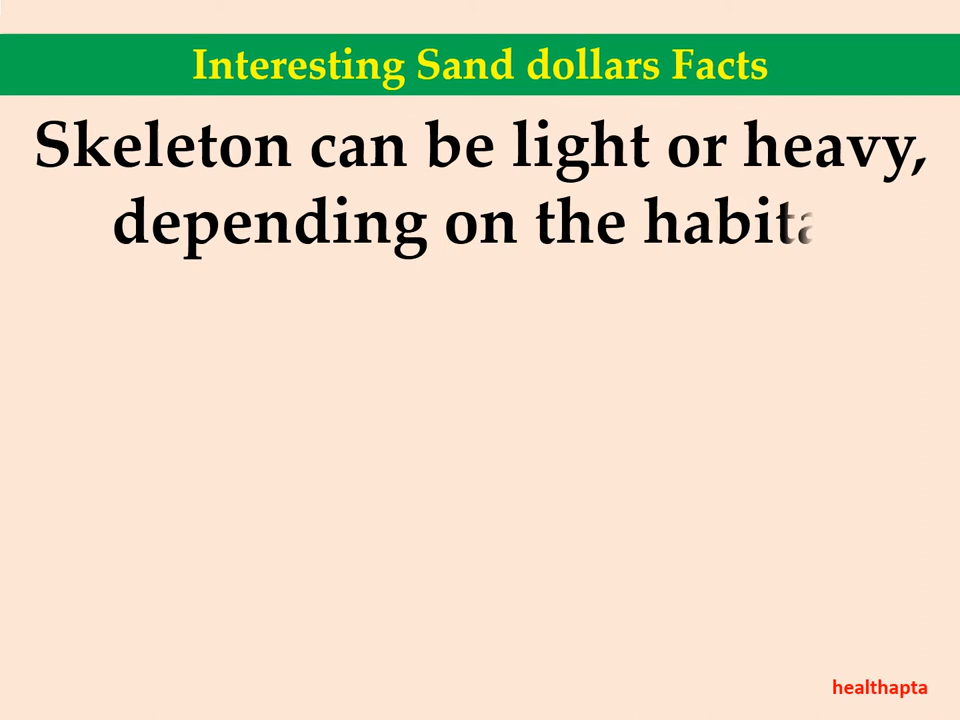 Interesting Sand dollars Facts
Skeleton can be light or heavy,
depending on the habita
healthapta